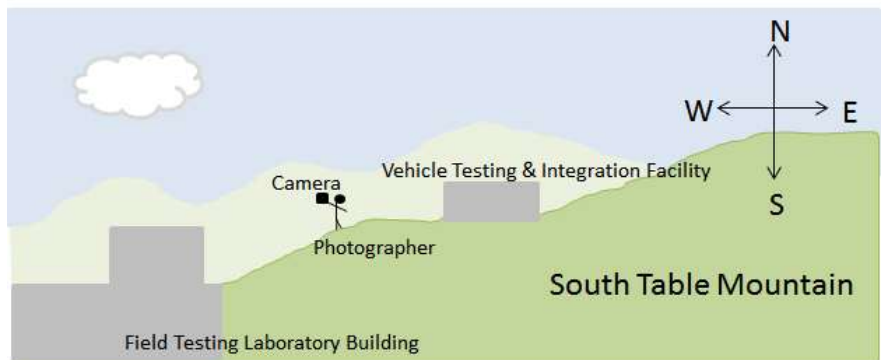 N
W E
S
Vehicle Testing & Integration Facility
Camera
Photographer
South Table Mountain
Field Testing Laboratory Building